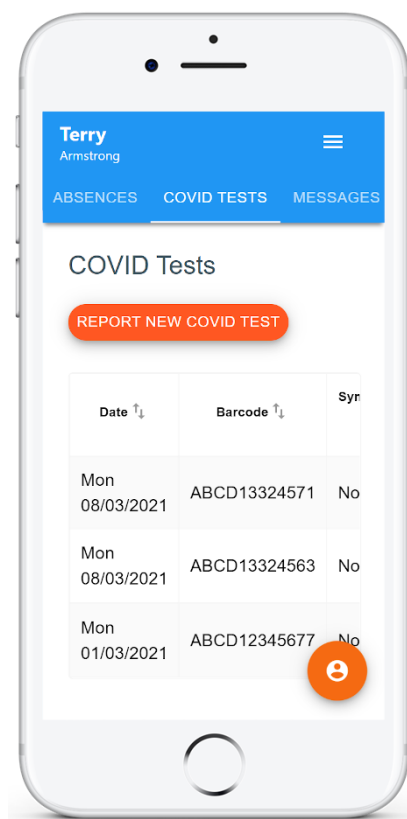 Terry
Armstrong
ABSENCES COVID TESTS MESSAGES
COVID Tests
REPORT NEW COVID TEST
Date Barcode
Mon
08/03/2021 ABCD13324571 No
Mon
08/03/2021 ABCD13324563 No
Mon
01/03/2021 ABCD12345677 No